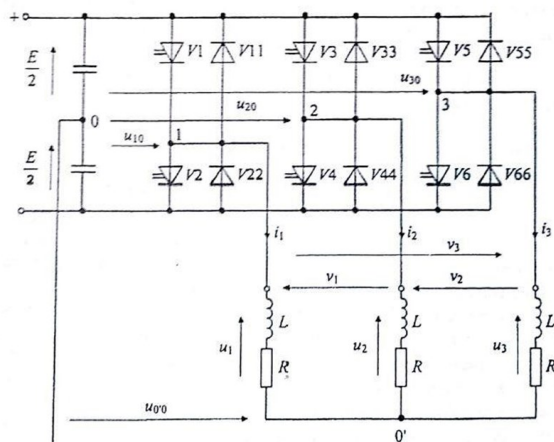 +
V1 V11 V3 V33 V5 V55
E/2
u30
u20
0
2
3
u10
1
E/2
V2 V22 V4 V44 V6 V66
-
i1 i2 i3
v3
v1 v2
L L L
u1 u2 u3
R R R
u0'0
0'